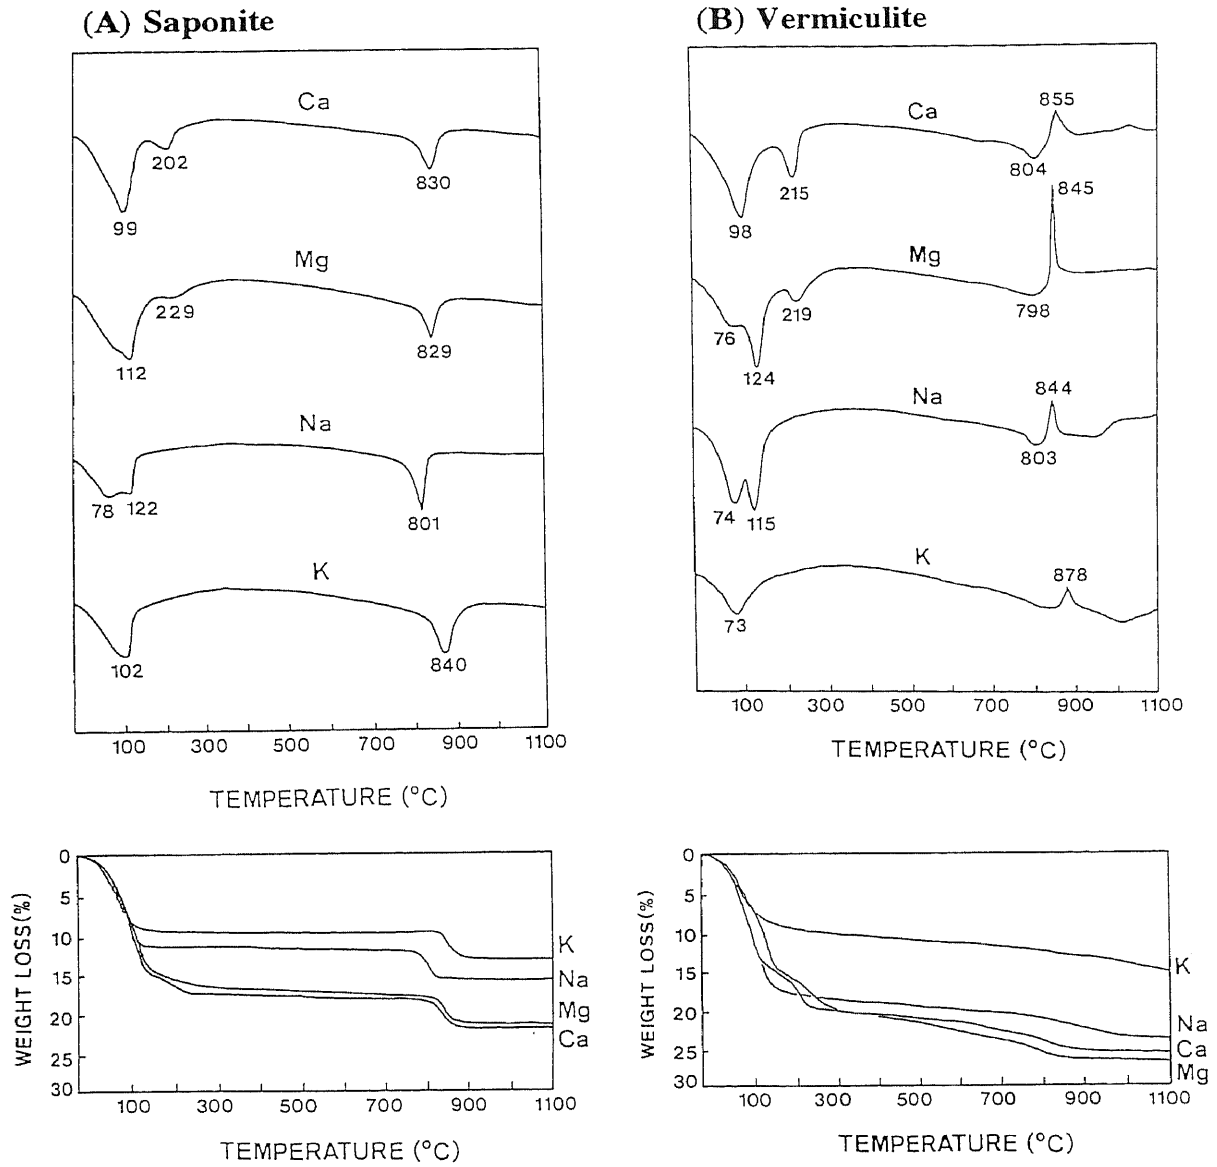 (A) Saponite
Ca
202
830
99
Mg
229
829
112
Na
78
122
801
K
102
840
100 300 500 700 900 1100
TEMPERATURE (°C)
(B) Vermiculite
855
Ca
804
215
845
98
Mg
798
76
219
124
844
Na
803
74
115
K
878
73
100 300 500 700 900 1100
TEMPERATURE (°C)
WEIGHT LOSS(%)
0
5
10
15
20
25
30
K
Na
Mg
Ca
100 300 500 700 900 1100
TEMPERATURE (°C)
WEIGHT LOSS(%)
0
5
10
15
20
25
30
K
Na
Ca
Mg
100 300 500 700 900 1100
TEMPERATURE (°C)